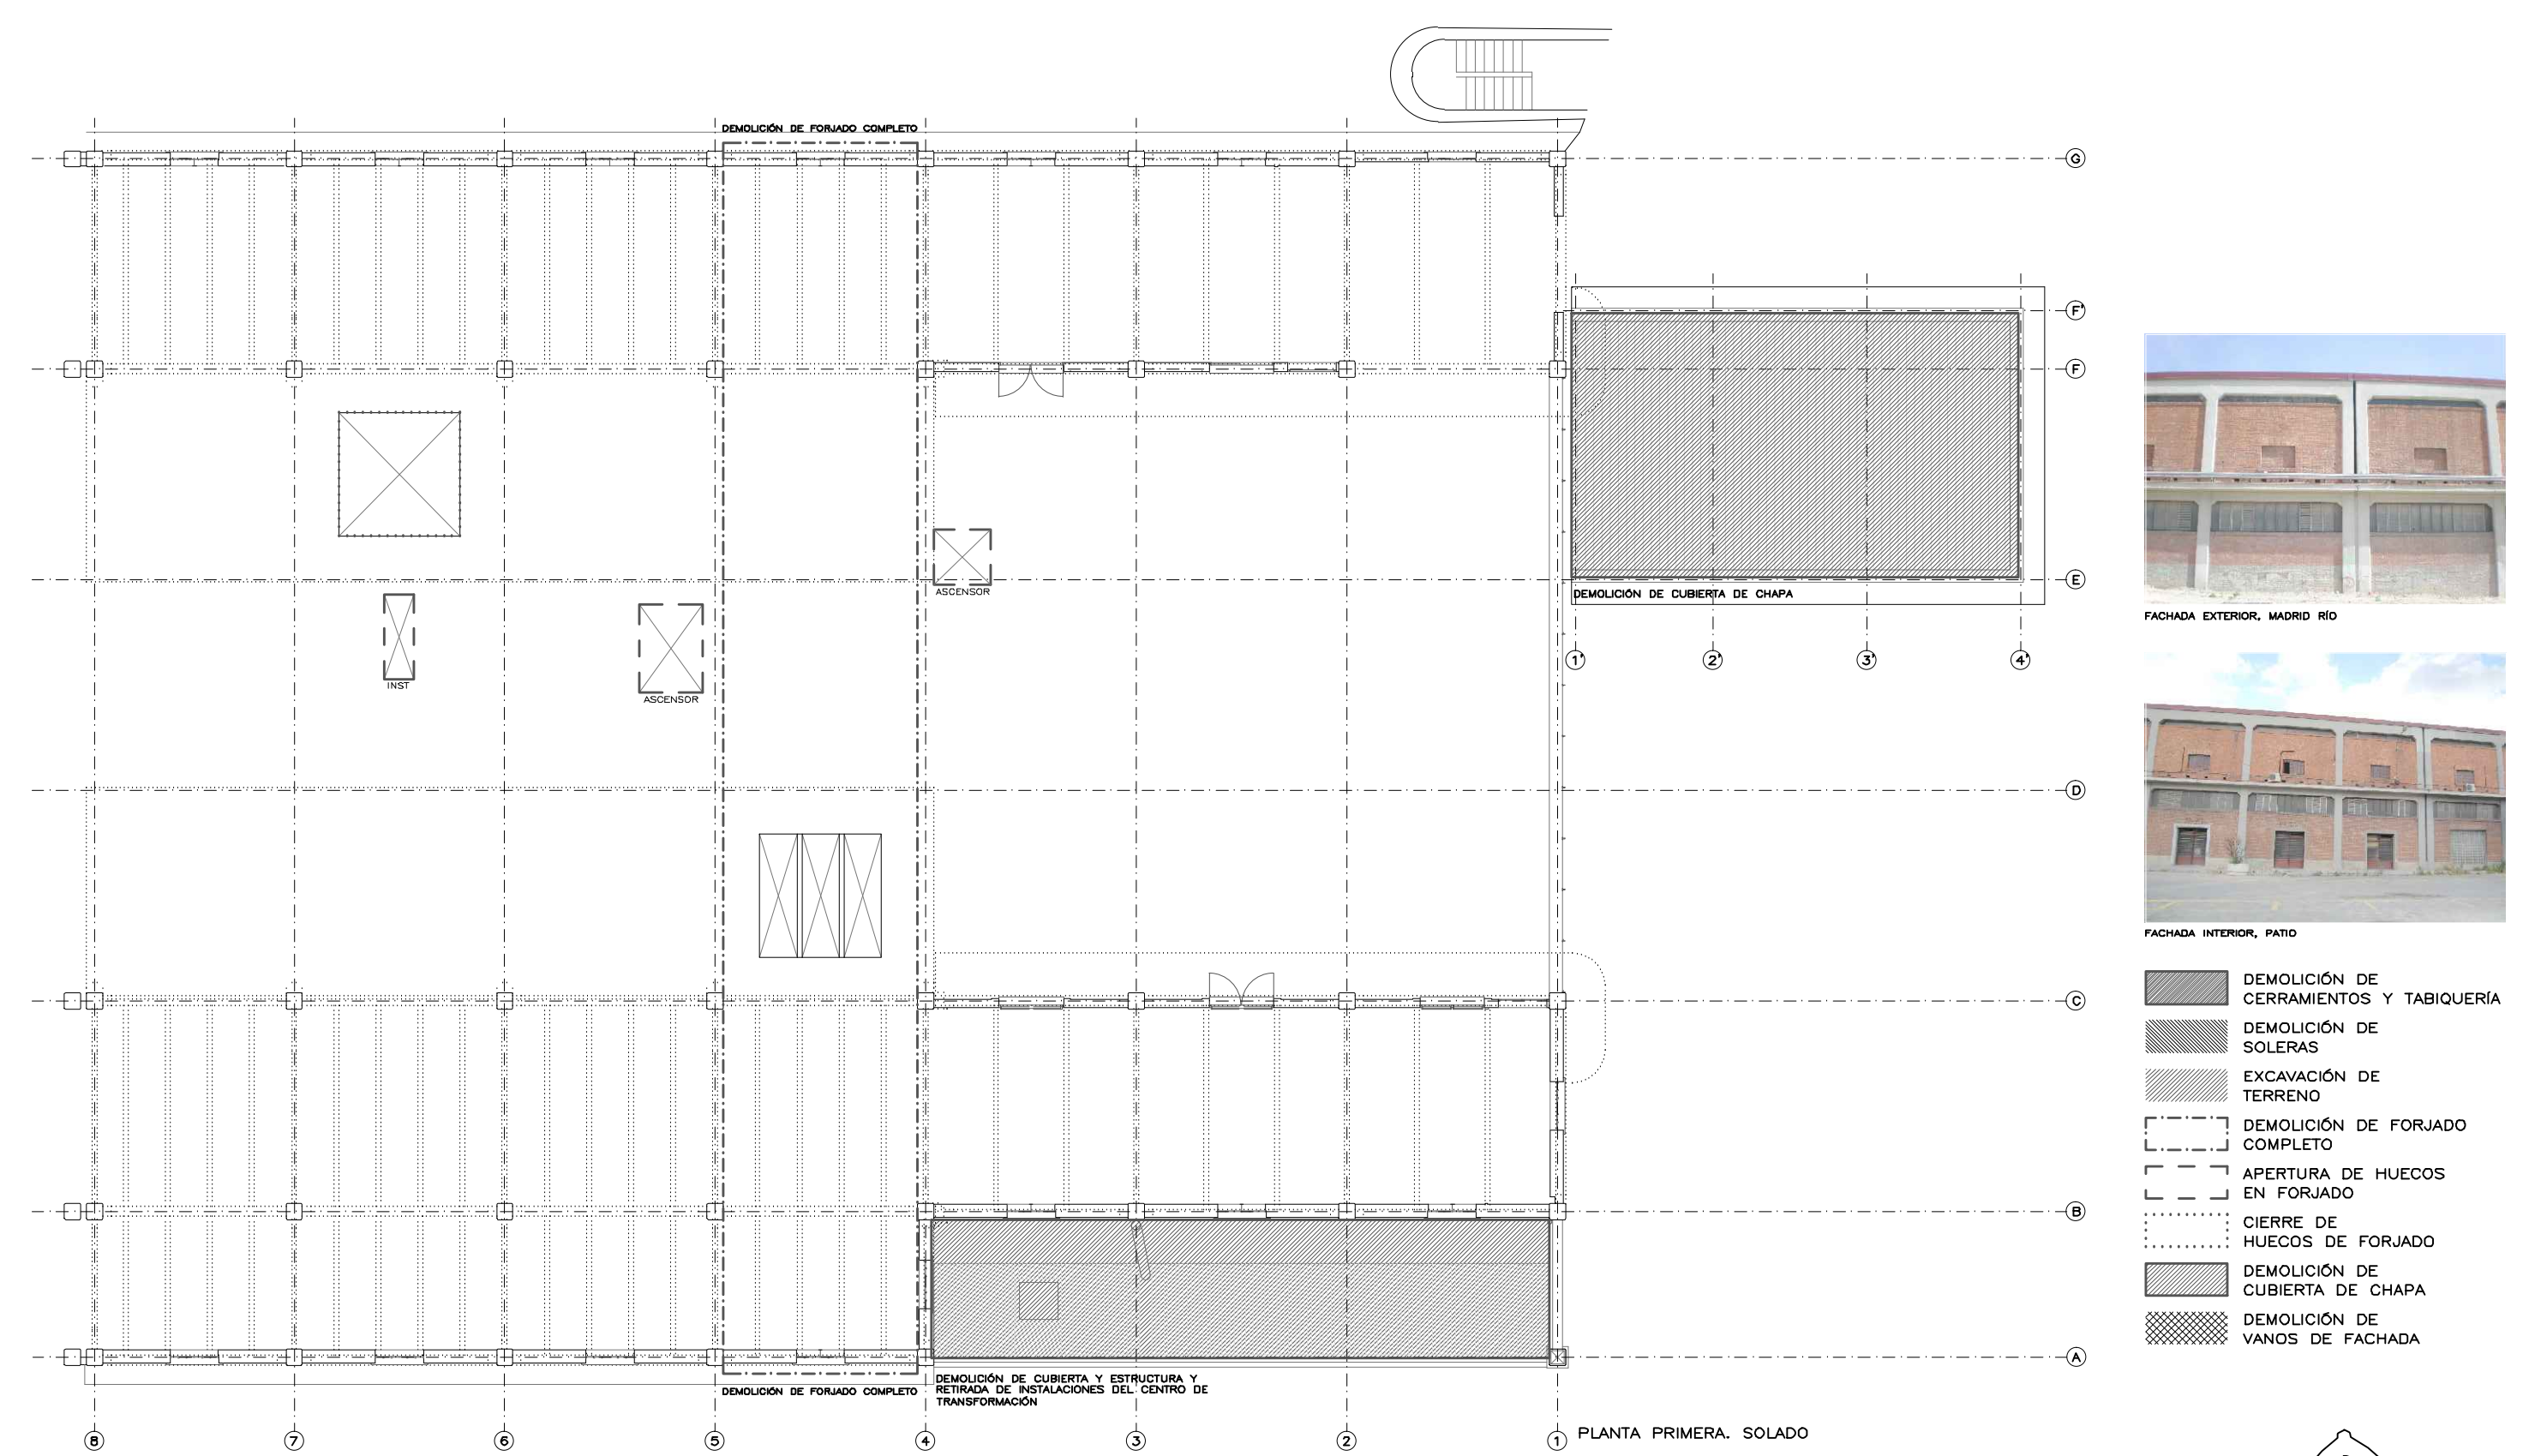 DEMOLICIÓN DE FORJADO COMPLETO
G
F'
F
E
DEMOLICIÓN DE CUBIERTA DE CHAPA
ASCENSOR
INST
ASCENSOR
1'
2'
3'
4'
D
C
B
A
DEMOLICIÓN DE FORJADO COMPLETO
DEMOLICIÓN DE CUBIERTA Y ESTRUCTURA Y
RETIRADA DE INSTALACIONES DEL CENTRO DE
TRANSFORMACIÓN
8
7
6
5
4
3
2
1
PLANTA PRIMERA. SOLADO
FACHADA EXTERIOR, MADRID RÍO
FACHADA INTERIOR, PATIO
DEMOLICIÓN DE
CERRAMIENTOS Y TABIQUERÍA
DEMOLICIÓN DE
SOLERAS
EXCAVACIÓN DE
TERRENO
DEMOLICIÓN DE FORJADO
COMPLETO
APERTURA DE HUECOS
EN FORJADO
CIERRE DE
HUECOS DE FORJADO
DEMOLICIÓN DE
CUBIERTA DE CHAPA
DEMOLICIÓN DE
VANOS DE FACHADA